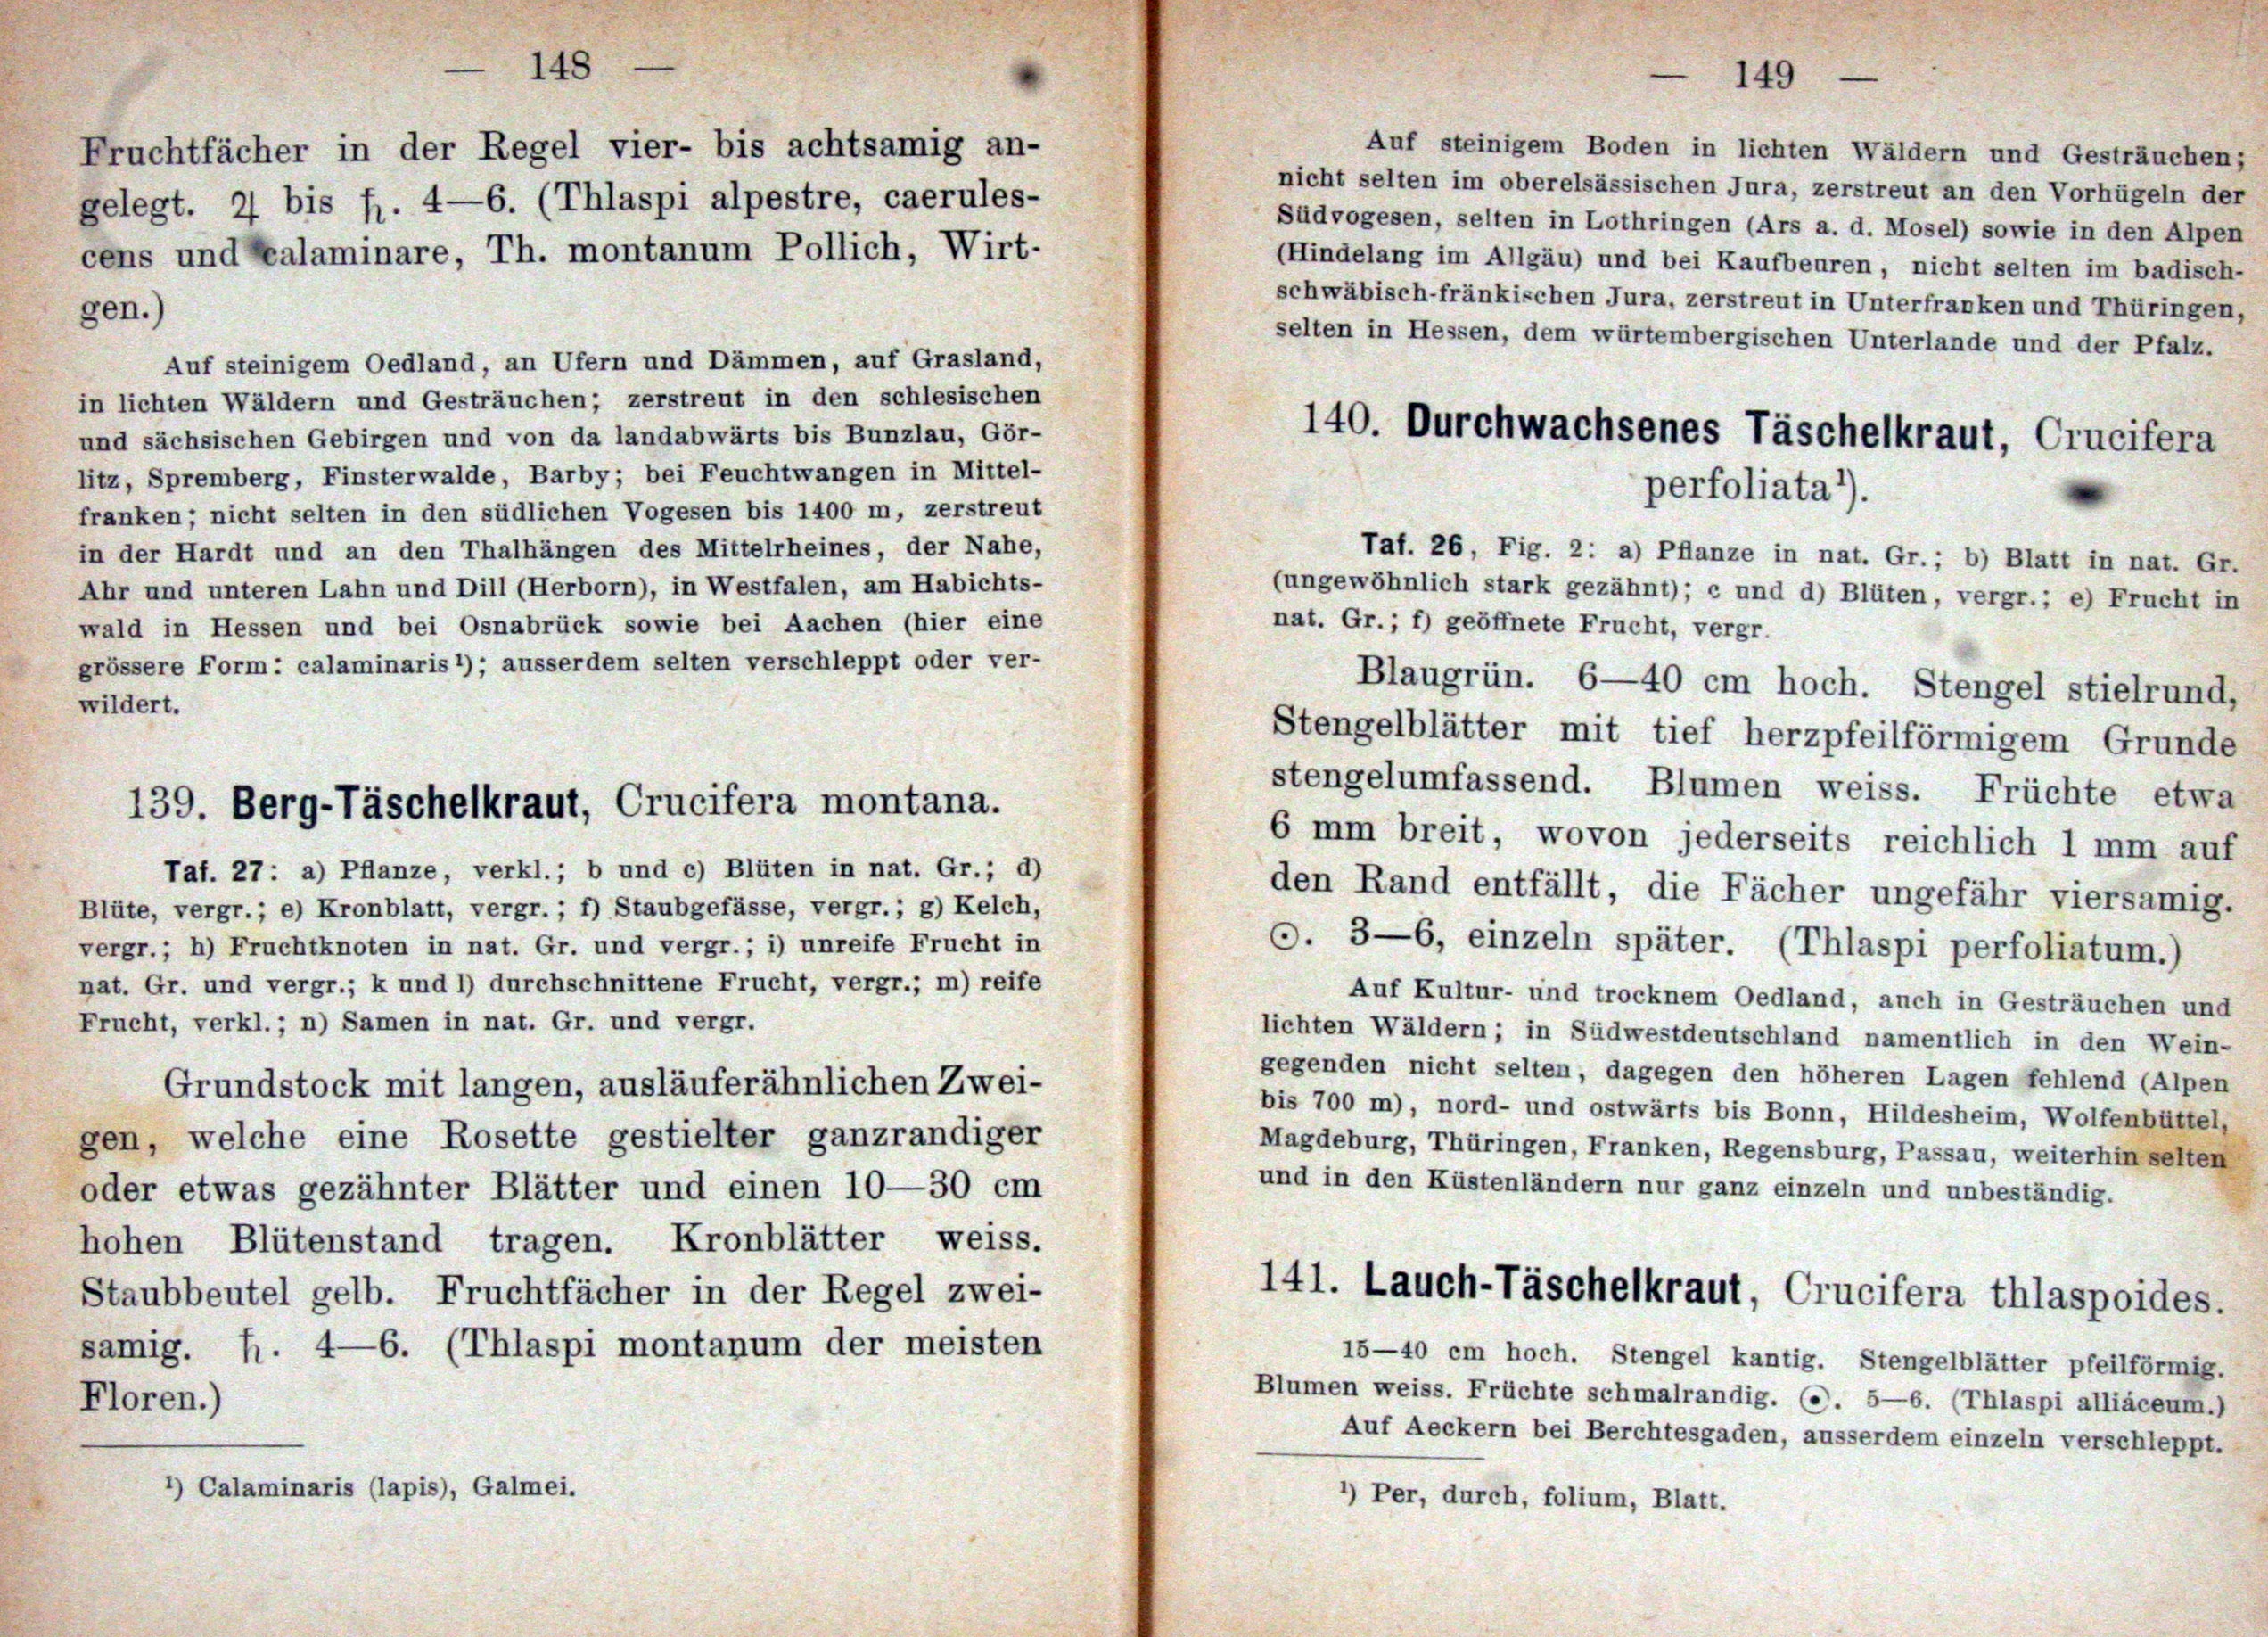 — 148 —
Fruchtfächer in der Regel vier- bis achtsamig an-
gelegt. ♃ bis ♄. 4—6. (Thlaspi alpestre, caerules-
cens und calaminare, Th. montanum Pollich, Wirt-
gen.)
Auf steinigem Oedland, an Ufern und Dämmen, auf Grasland,
in lichten Wäldern und Gesträuchen; zerstreut in den schlesischen
und sächsischen Gebirgen und von da landabwärts bis Bunzlau, Gör-
litz, Spremberg, Finsterwalde, Barby; bei Feuchtwangen in Mittel-
franken; nicht selten in den südlichen Vogesen bis 1400 m, zerstreut
in der Hardt und an den Thalhängen des Mittelrheines, der Nahe,
Ahr und unteren Lahn und Dill (Herborn), in Westfalen, am Habichts-
wald in Hessen und bei Osnabrück sowie bei Aachen (hier eine
grössere Form: calaminaris¹); ausserdem selten verschleppt oder ver-
wildert.
139. Berg-Täschelkraut, Crucifera montana.
Taf. 27: a) Pflanze, verkl.; b und c) Blüten in nat. Gr.; d)
Blüte, vergr.; e) Kronblatt, vergr.; f) Staubgefässe, vergr.; g) Kelch,
vergr.; h) Fruchtknoten in nat. Gr. und vergr.; i) unreife Frucht in
nat. Gr. und vergr.; k und l) durchschnittene Frucht, vergr.; m) reife
Frucht, verkl.; n) Samen in nat. Gr. und vergr.
Grundstock mit langen, ausläuferähnlichen Zwei-
gen, welche eine Rosette gestielter ganzrandiger
oder etwas gezähnter Blätter und einen 10—30 cm
hohen Blütenstand tragen. Kronblätter weiss.
Staubbeutel gelb. Fruchtfächer in der Regel zwei-
samig. ♄. 4—6. (Thlaspi montanum der meisten
Floren.)
¹) Calaminaris (lapis), Galmei.
— 149 —
Auf steinigem Boden in lichten Wäldern und Gesträuchen;
nicht selten im oberelsässischen Jura, zerstreut an den Vorhügeln der
Südvogesen, selten in Lothringen (Ars a. d. Mosel) sowie in den Alpen
(Hindelang im Allgäu) und bei Kaufbeuren, nicht selten im badisch-
schwäbisch-fränkischen Jura, zerstreut in Unterfranken und Thüringen,
selten in Hessen, dem würtembergischen Unterlande und der Pfalz.
140. Durchwachsenes Täschelkraut, Crucifera
perfoliata¹).
Taf. 26, Fig. 2: a) Pflanze in nat. Gr.; b) Blatt in nat. Gr.
(ungewöhnlich stark gezähnt); c und d) Blüten, vergr.; e) Frucht in
nat. Gr.; f) geöffnete Frucht, vergr.
Blaugrün. 6—40 cm hoch. Stengel stielrund,
Stengelblätter mit tief herzpfeilförmigem Grunde
stengelumfassend. Blumen weiss. Früchte etwa
6 mm breit, wovon jederseits reichlich 1 mm auf
den Rand entfällt, die Fächer ungefähr viersamig.
⊙. 3—6, einzeln später. (Thlaspi perfoliatum.)
Auf Kultur- und trocknem Oedland, auch in Gesträuchen und
lichten Wäldern; in Südwestdeutschland namentlich in den Wein-
gegenden nicht selten, dagegen den höheren Lagen fehlend (Alpen
bis 700 m), nord- und ostwärts bis Bonn, Hildesheim, Wolfenbüttel,
Magdeburg, Thüringen, Franken, Regensburg, Passau, weiterhin selten
und in den Küstenländern nur ganz einzeln und unbeständig.
141. Lauch-Täschelkraut, Crucifera thlaspoides.
15—40 cm hoch. Stengel kantig. Stengelblätter pfeilförmig.
Blumen weiss. Früchte schmalrandig. ⊙. 5—6. (Thlaspi alliáceum.)
Auf Aeckern bei Berchtesgaden, ausserdem einzeln verschleppt.
¹) Per, durch, folium, Blatt.